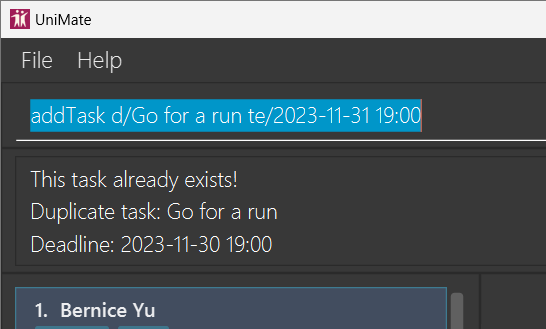 UniMate
File Help
addTask d/Go for a run te/2023-11-31 19:00
This task already exists!
Duplicate task: Go for a run
Deadline: 2023-11-30 19:00
1. Bernice Yu